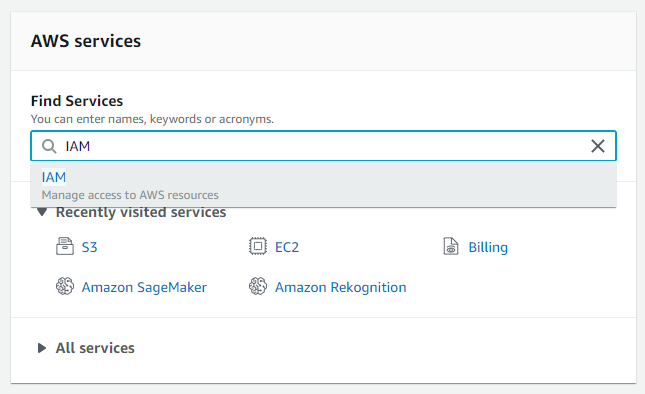 AWS services
Find Services
You can enter names, keywords or acronyms.
IAM
IAM
Manage access to AWS resources
Recently visited services
S3
EC2
Billing
Amazon SageMaker
Amazon Rekognition
All services